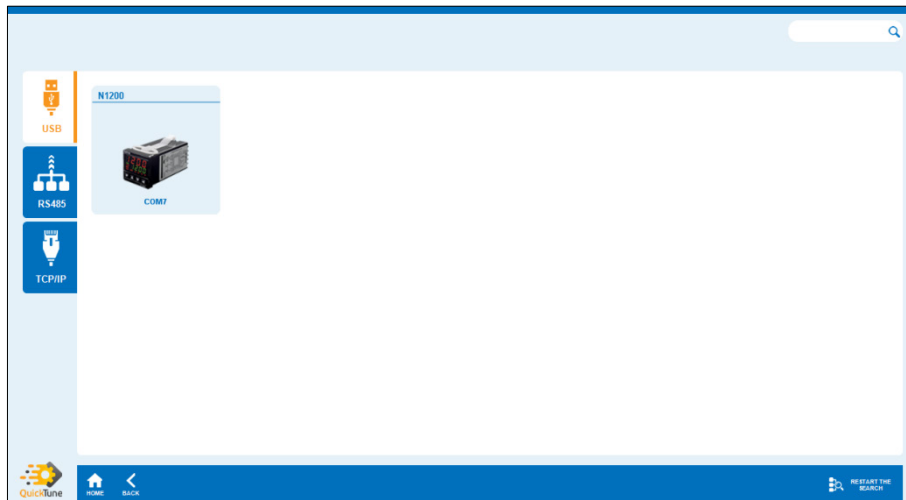 USB
N1200
COM7
RS485
TCP/IP
QuickTune
HOME
BACK
RESTART THE
SEARCH